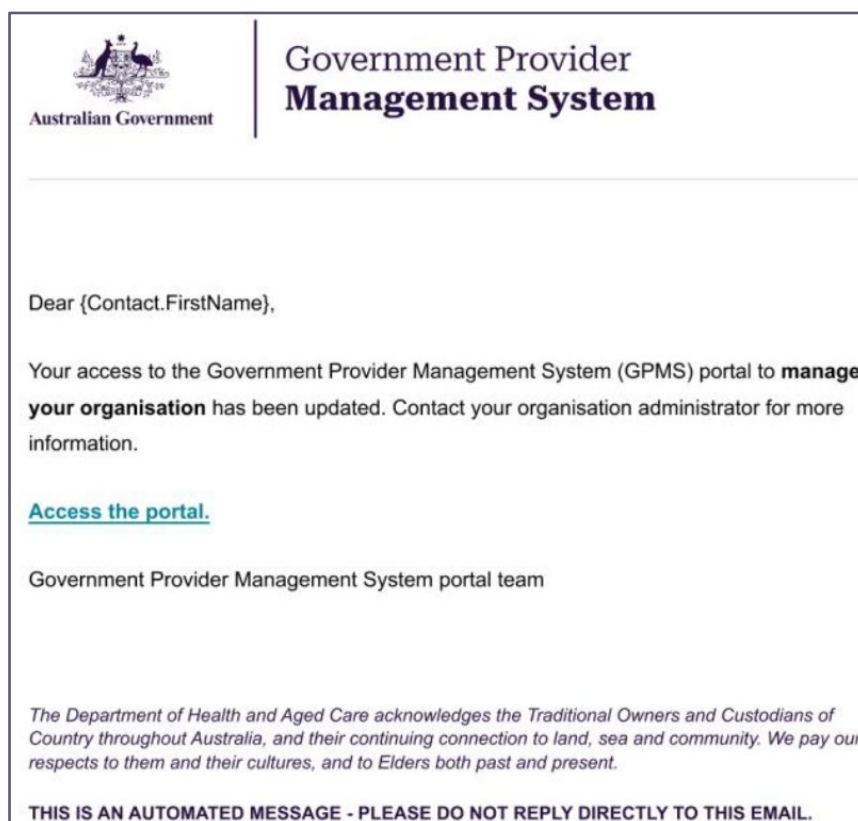 Australian Government
Government Provider
Management System
Dear {Contact.FirstName},
Your access to the Government Provider Management System (GPMS) portal to manage
your organisation has been updated. Contact your organisation administrator for more
information.
Access the portal.
Government Provider Management System portal team
The Department of Health and Aged Care acknowledges the Traditional Owners and Custodians of
Country throughout Australia, and their continuing connection to land, sea and community. We pay our
respects to them and their cultures, and to Elders both past and present.
THIS IS AN AUTOMATED MESSAGE - PLEASE DO NOT REPLY DIRECTLY TO THIS EMAIL.